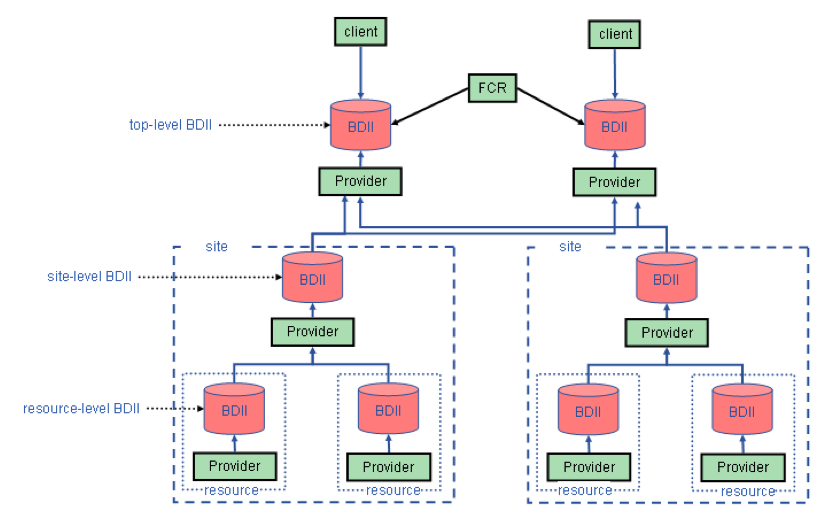 client
client
FCR
top-level BDII
BDII
BDII
Provider
Provider
site
site
site-level BDII
BDII
BDII
Provider
Provider
resource-level BDII
BDII
BDII
BDII
BDII
Provider
Provider
Provider
Provider
resource
resource
resource
resource